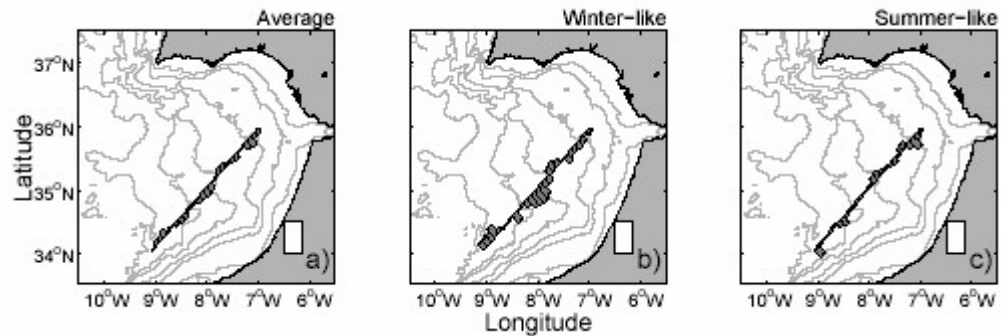 Average
Winter-like
Summer-like
Latitude
37°N
36°N
35°N
34°N
a)
b)
c)
10°W 9°W 8°W 7°W 6°W
10°W 9°W 8°W 7°W 6°W
10°W 9°W 8°W 7°W 6°W
Longitude